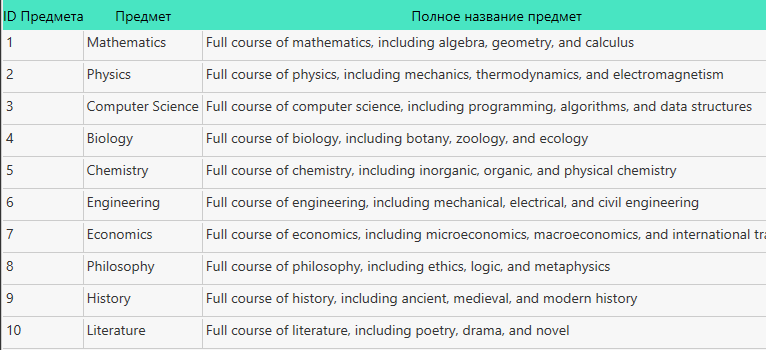 ID Предмета Предмет Полное название предмет
1 Mathematics Full course of mathematics, including algebra, geometry, and calculus
2 Physics Full course of physics, including mechanics, thermodynamics, and electromagnetism
3 Computer Science Full course of computer science, including programming, algorithms, and data structures
4 Biology Full course of biology, including botany, zoology, and ecology
5 Chemistry Full course of chemistry, including inorganic, organic, and physical chemistry
6 Engineering Full course of engineering, including mechanical, electrical, and civil engineering
7 Economics Full course of economics, including microeconomics, macroeconomics, and international
8 Philosophy Full course of philosophy, including ethics, logic, and metaphysics
9 History Full course of history, including ancient, medieval, and modern history
10 Literature Full course of literature, including poetry, drama, and novel